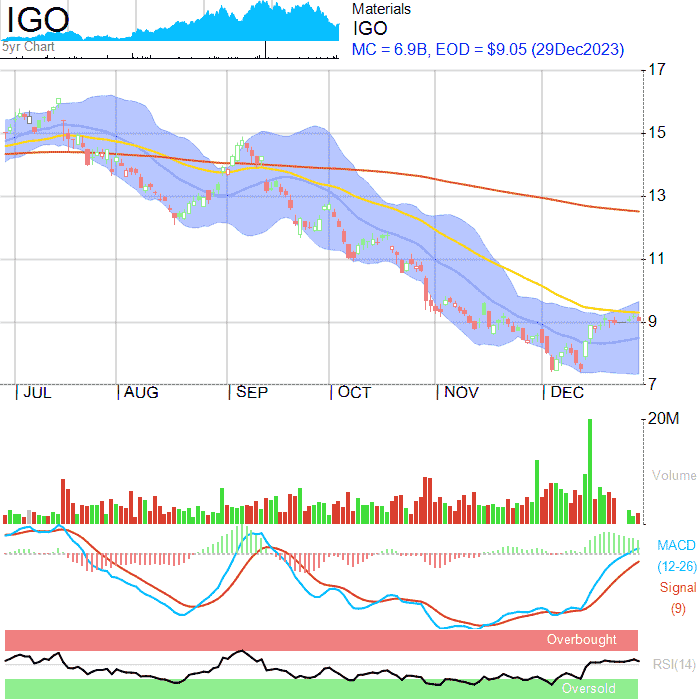 IGO
5yr Chart
Materials
IGO
MC = 6.9B, EOD = $9.05 (29Dec2023)
17
15
13
11
9
7
JUL AUG SEP OCT NOV DEC
20M
Volume
MACD
(12-26)
Signal
(9)
Overbought
RSI(14)
Oversold